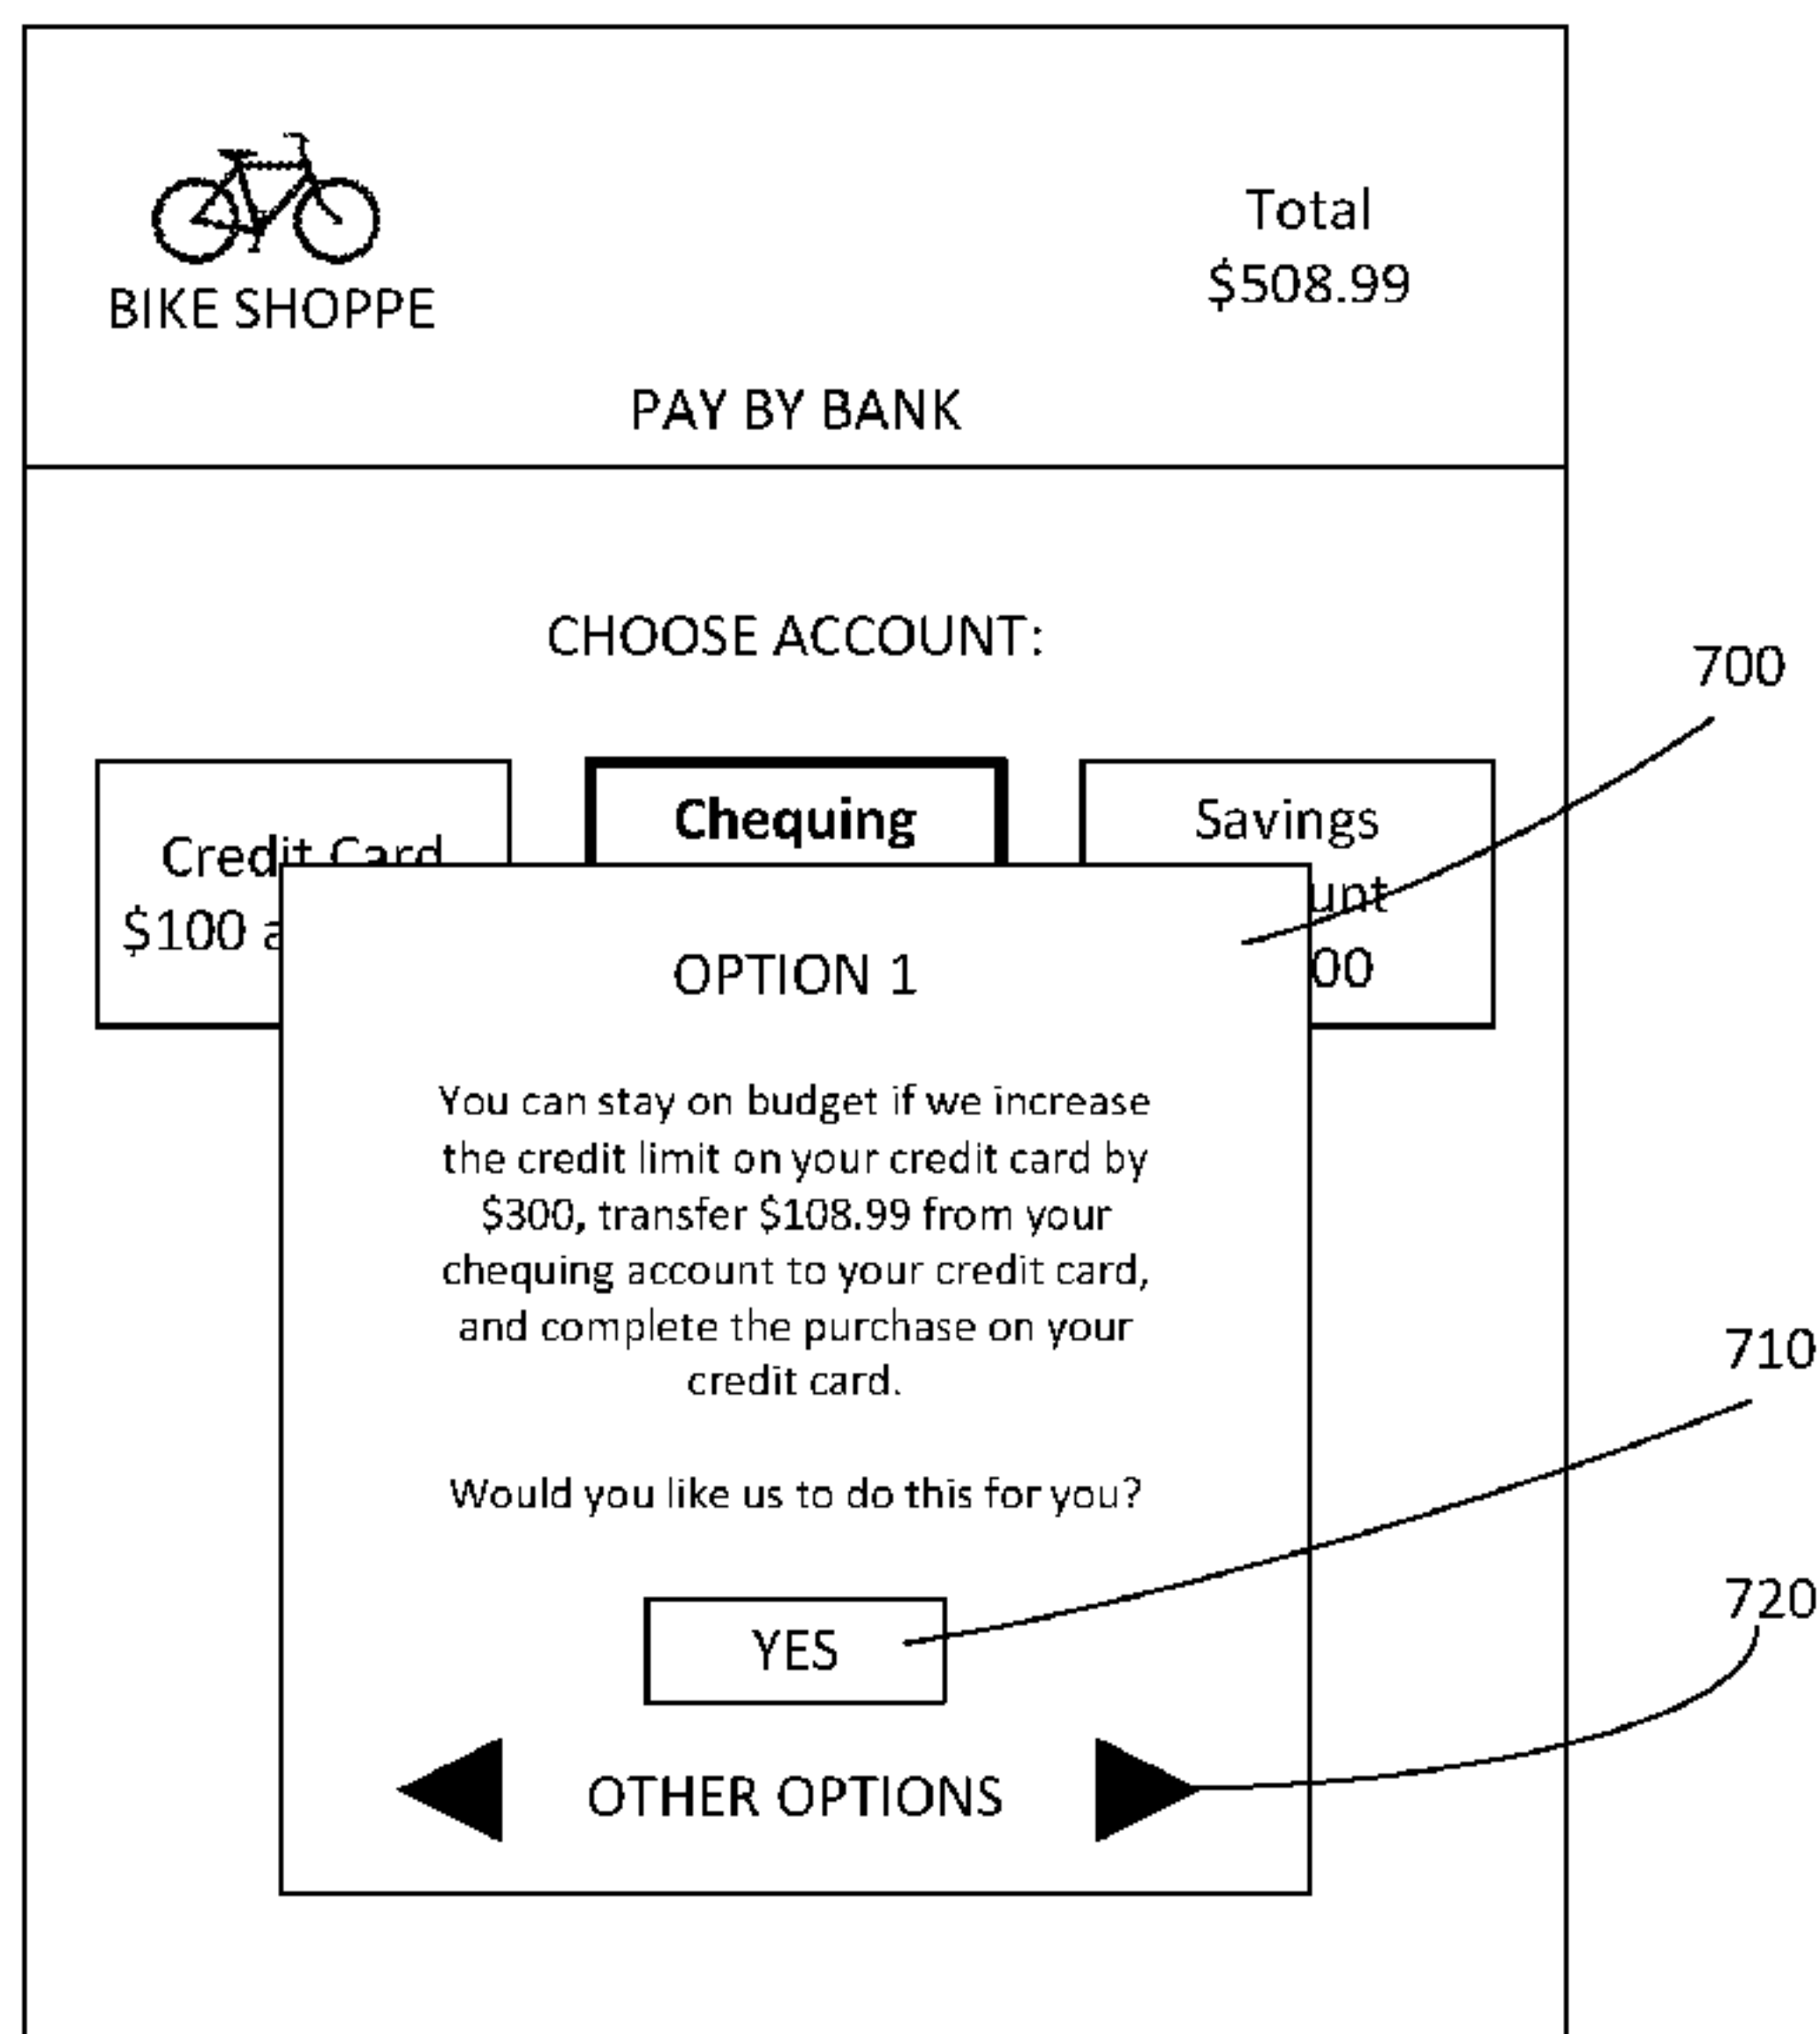 BIKE SHOPPE
Total
$508.99
PAY BY BANK
CHOOSE ACCOUNT:
700
Credit Card
$100
Chequing
Savings
unt
00
OPTION 1
You can stay on budget if we increase
the credit limit on your credit card by
$300, transfer $108.99 from your
chequing account to your credit card,
and complete the purchase on your
credit card.
Would you like us to do this for you?
710
YES
720
OTHER OPTIONS